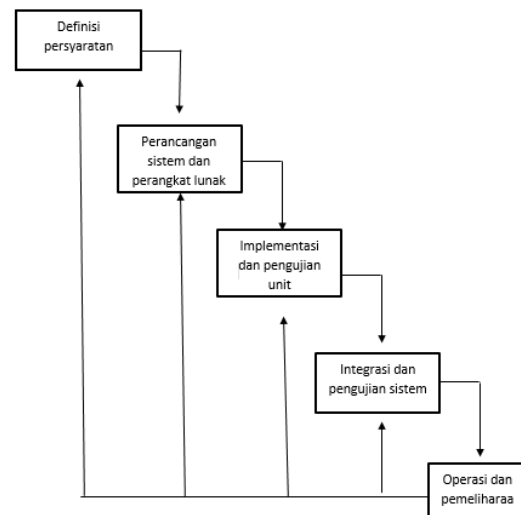 Definisi
persyaratan
Perancangan
sistem dan
perangkat lunak
Implementasi
dan pengujian
unit
Integrasi dan
pengujian sistem
Operasi dan
pemeliharaa